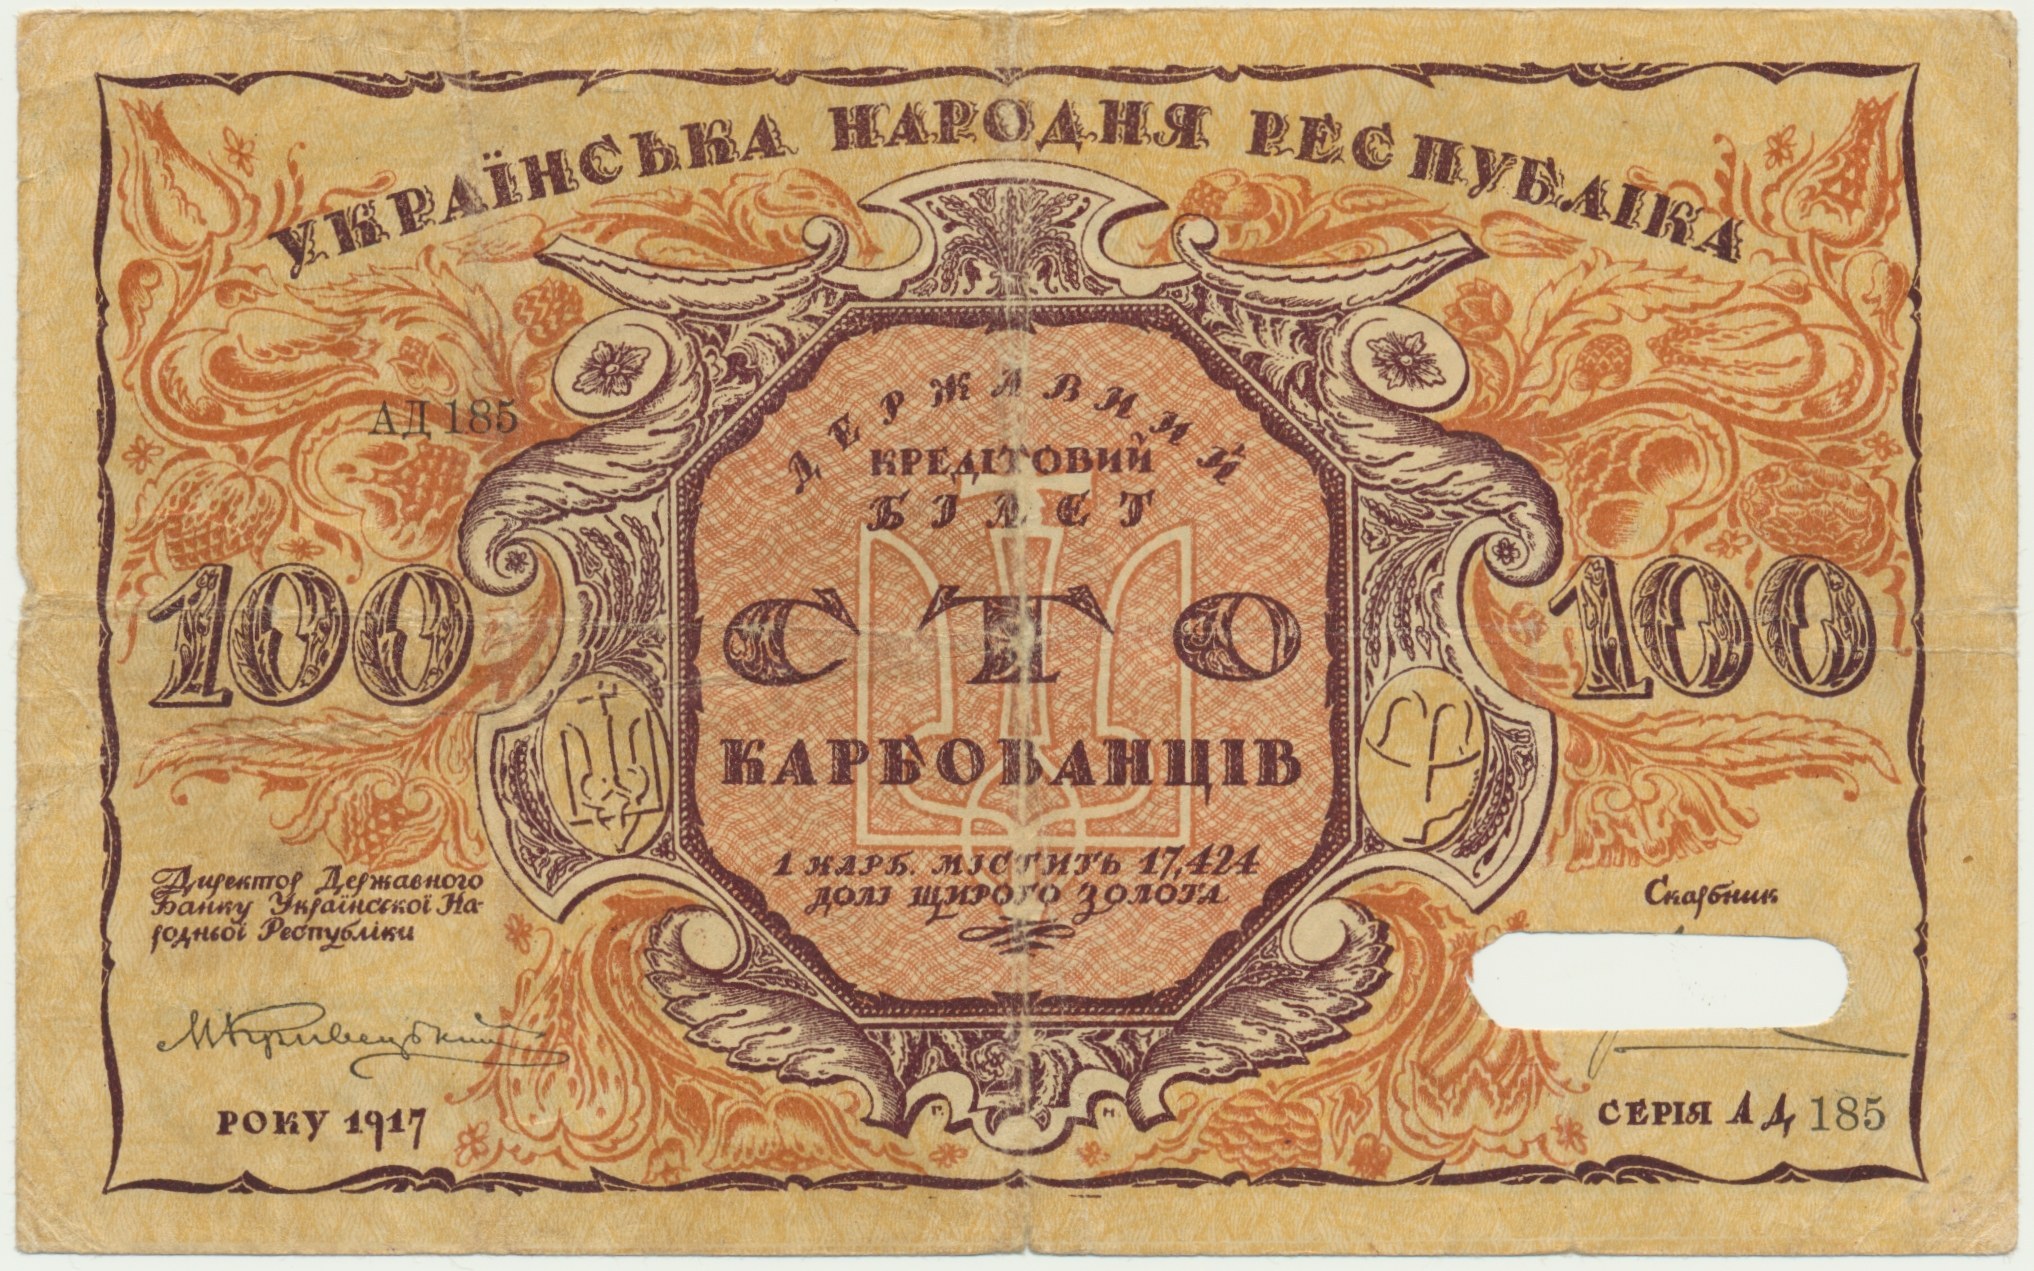 УКРАЇНСЬКА НАРОДНЯ РЕСПУБЛІКА
ДЕРЖАВНИЙ
КРЕДІТОВИЙ
БІЛЕТ
АД 185
100
СТО
100
КАРБОВАНЦІВ
1 КАРБ. МІСТИТЬ 17,424
ДОЛІ ЩИРОГО ЗОЛОТА
Директор Державного
Банку Української На-
родньої Республіки
Скарбник
МКривецький
РОКУ 1917
Г. Н.
СЕРІЯ АД 185